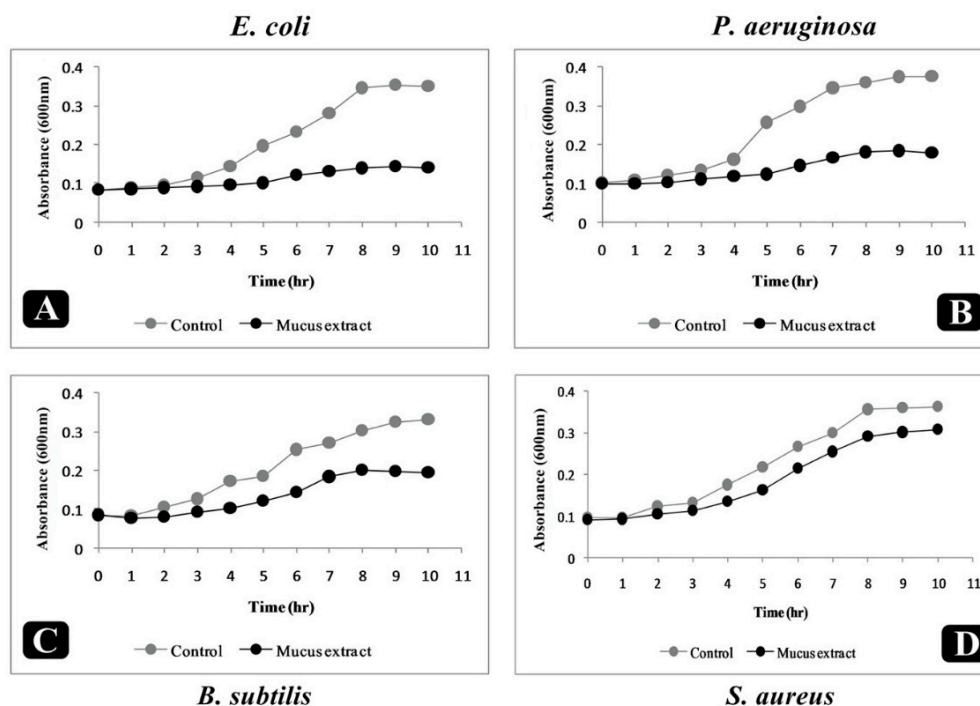 E. coli
P. aeruginosa
0.4
0.3
0.2
0.1
0
Absorbance (600nm)
0 1 2 3 4 5 6 7 8 9 10 11
Time (hr)
A
Control Mucus extract
0.4
0.3
0.2
0.1
0
Absorbance (600nm)
0 1 2 3 4 5 6 7 8 9 10 11
Time (hr)
B
Control Mucus extract
0.4
0.3
0.2
0.1
0
Absorbance (600nm)
0 1 2 3 4 5 6 7 8 9 10 11
Time (hr)
C
Control Mucus extract
0.4
0.3
0.2
0.1
0
Absorbance (600nm)
0 1 2 3 4 5 6 7 8 9 10 11
Time (hr)
D
Control Mucus extract
B. subtilis
S. aureus